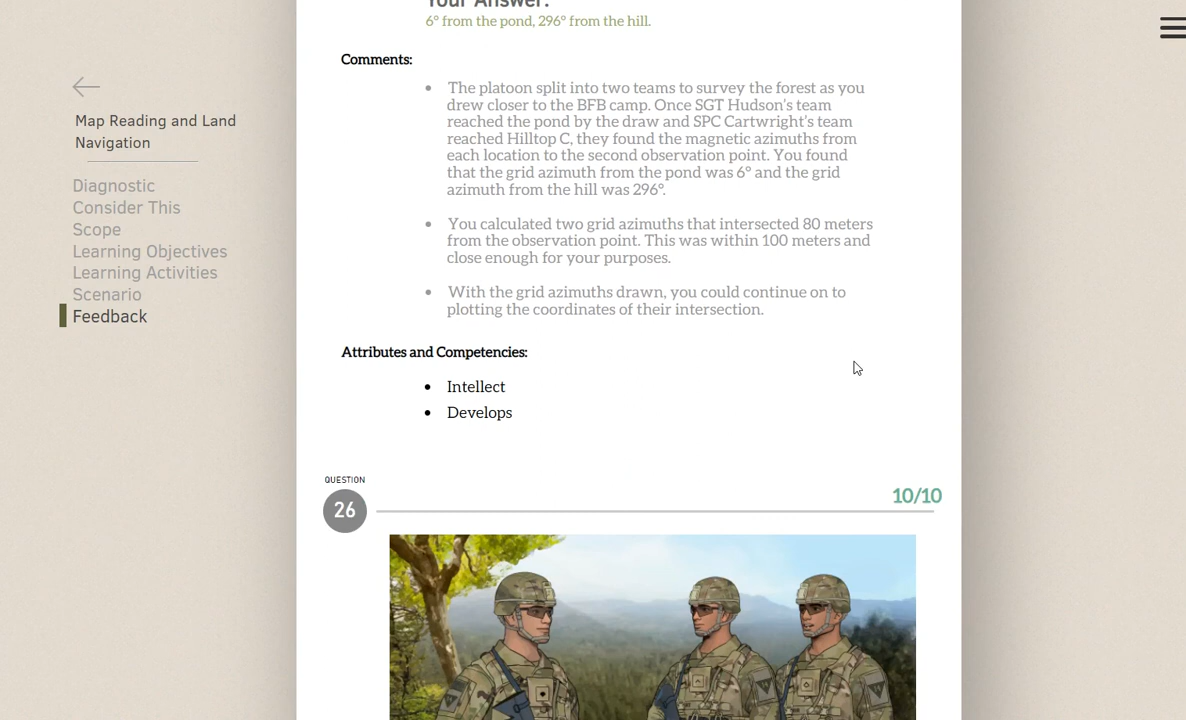 Your Answer:
6° from the pond, 296° from the hill.
Comments:
Map Reading and Land
Navigation
Diagnostic
Consider This
Scope
Learning Objectives
Learning Activities
Scenario
Feedback
• The platoon split into two teams to survey the forest as you
drew closer to the BFB camp. Once SGT Hudson's team
reached the pond by the draw and SPC Cartwright's team
reached Hilltop C, they found the magnetic azimuths from
each location to the second observation point. You found
that the grid azimuth from the pond was 6° and the grid
azimuth from the hill was 296°.
• You calculated two grid azimuths that intersected 80 meters
from the observation point. This was within 100 meters and
close enough for your purposes.
• With the grid azimuths drawn, you could continue on to
plotting the coordinates of their intersection.
Attributes and Competencies:
• Intellect
• Develops
QUESTION
26
10/10